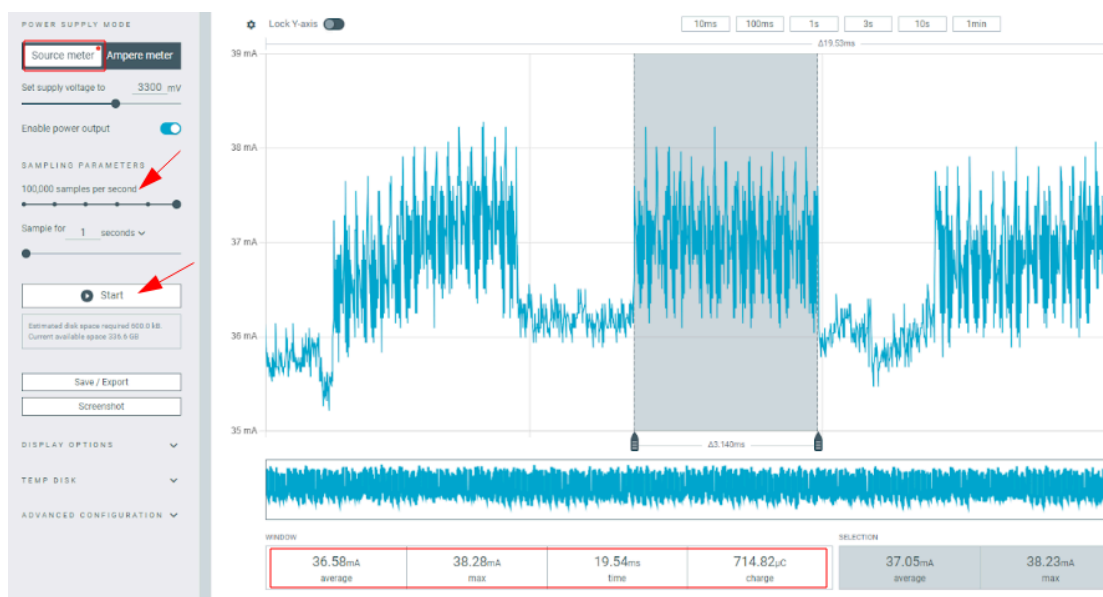 POWER SUPPLY MODE
Source meter Ampere meter
Set supply voltage to 3300 mV
Enable power output
SAMPLING PARAMETERS
100,000 samples per second
Sample for 1 seconds
Start
Estimated disk space required 600.0 kB.
Current available space 336.6 GB
Save / Export
Screenshot
DISPLAY OPTIONS
TEMP DISK
ADVANCED CONFIGURATION
Lock Y-axis
10ms 100ms 1s 3s 10s 1min
Δ19.53ms
39 mA
38 mA
37 mA
36 mA
35 mA
Δ3.140ms
WINDOW
36.58mA 38.28mA 19.54ms 714.82μC
average max time charge
SELECTION
37.05mA 38.23mA
average max